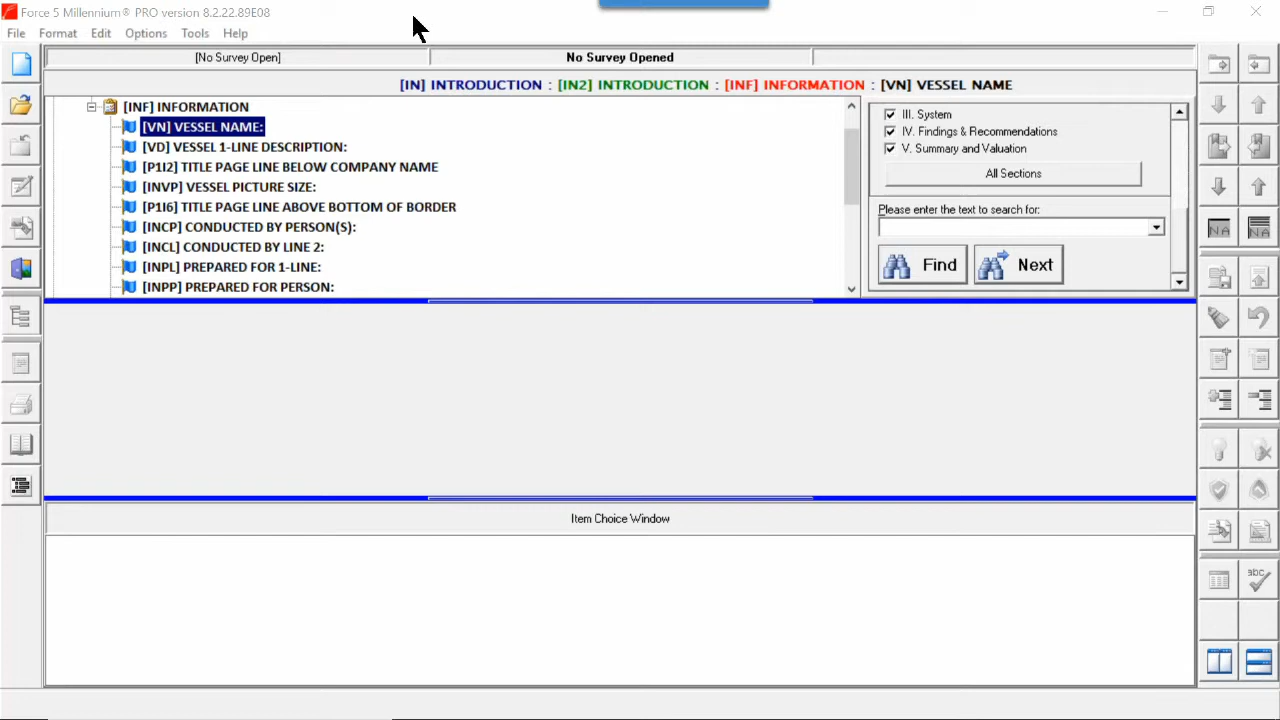 Force 5 Millennium® PRO version 8.2.22.89E08
File Format Edit Options Tools Help
[No Survey Open] No Survey Opened
[IN] INTRODUCTION : [IN2] INTRODUCTION : [INF] INFORMATION : [VN] VESSEL NAME
[INF] INFORMATION
[VN] VESSEL NAME:
[VD] VESSEL 1-LINE DESCRIPTION:
[P1I2] TITLE PAGE LINE BELOW COMPANY NAME
[INVP] VESSEL PICTURE SIZE:
[P1I6] TITLE PAGE LINE ABOVE BOTTOM OF BORDER
[INCP] CONDUCTED BY PERSON(S):
[INCL] CONDUCTED BY LINE 2:
[INPL] PREPARED FOR 1-LINE:
[INPP] PREPARED FOR PERSON:
III. System
IV. Findings & Recommendations
V. Summary and Valuation
All Sections
Please enter the text to search for:
Find Next
NA NA
Item Choice Window
abc